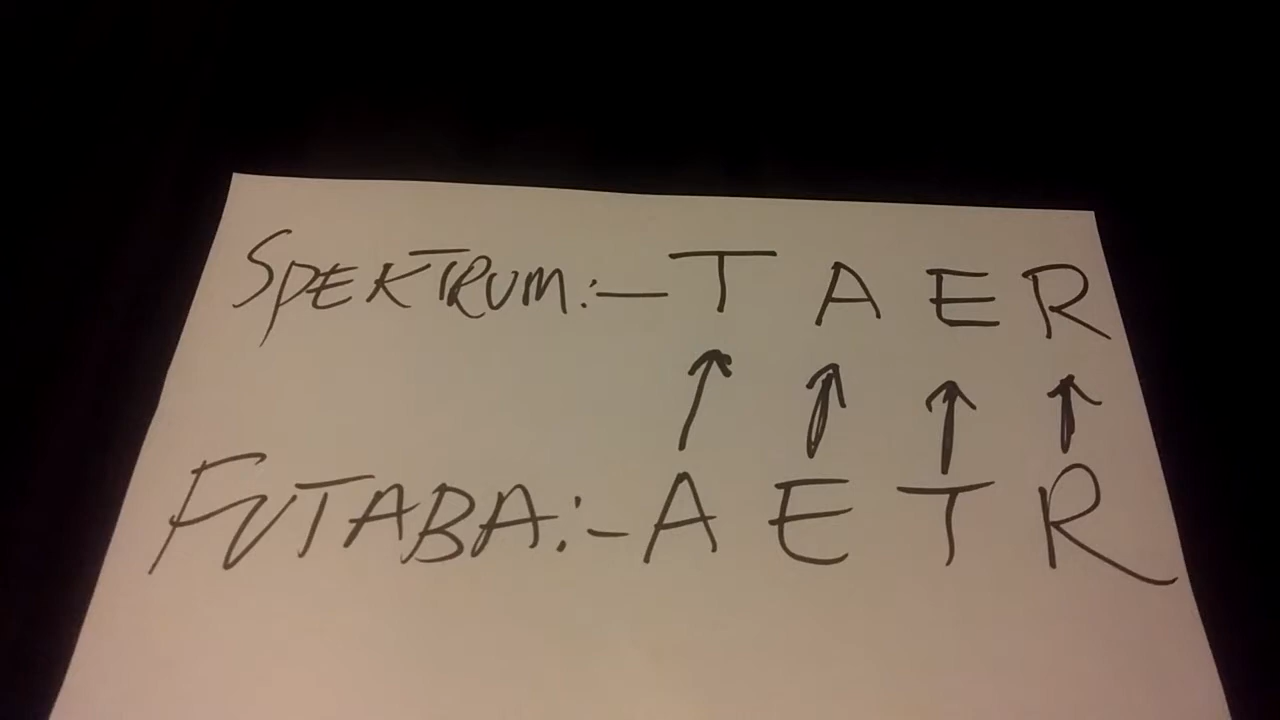 SPEKTRUM:- T A E R
↑ ↑ ↑ ↑
FUTABA:- A E T R